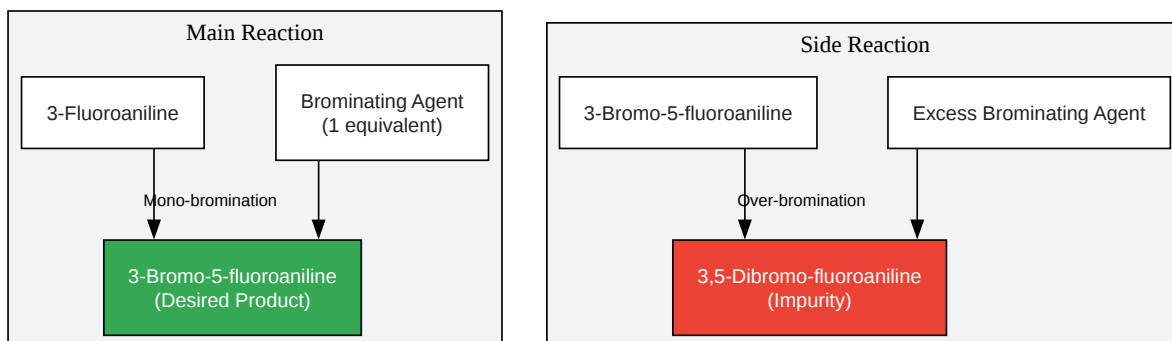 Main Reaction
3-Fluoroaniline
Brominating Agent
(1 equivalent)
Mono-bromination
3-Bromo-5-fluoroaniline
(Desired Product)
Side Reaction
3-Bromo-5-fluoroaniline
Excess Brominating Agent
Over-bromination
3,5-Dibromo-fluoroaniline
(Impurity)